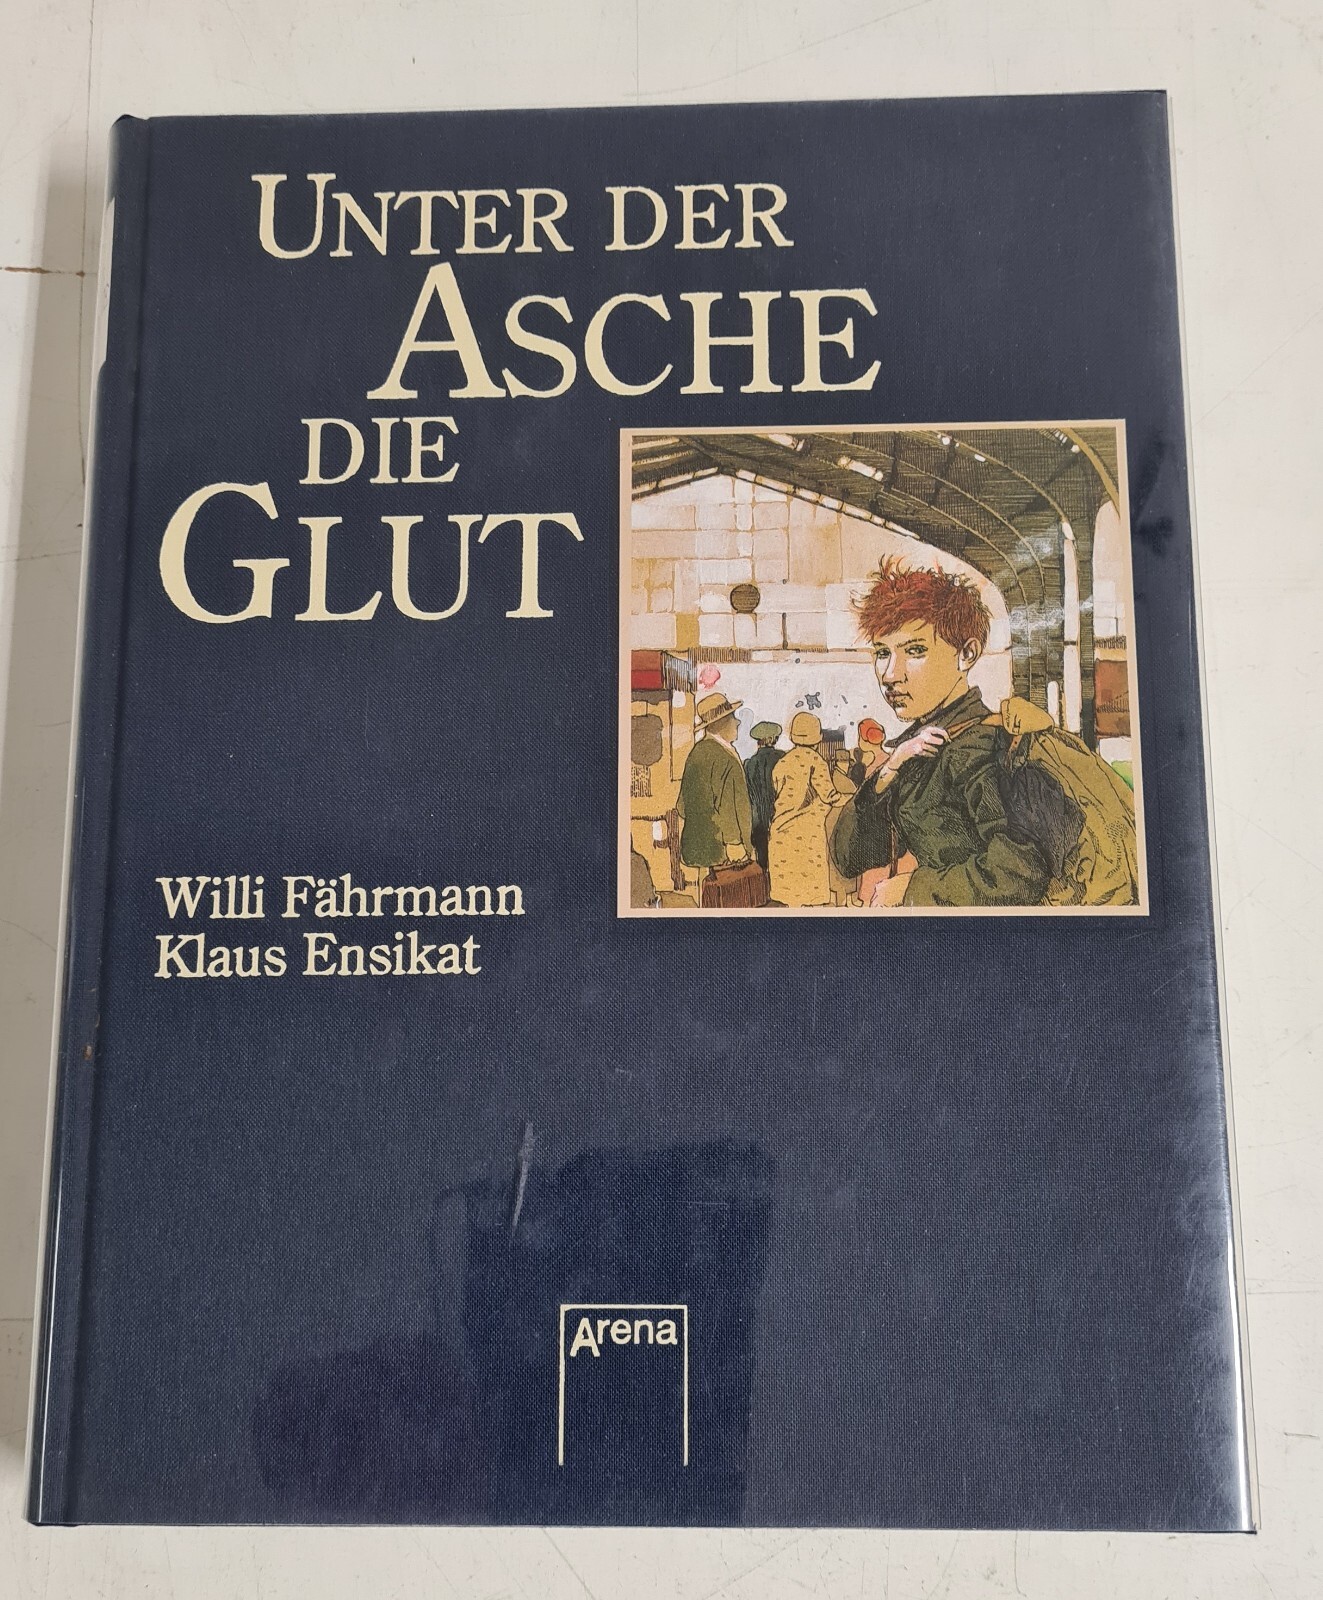 UNTER DER
ASCHE
DIE
GLUT
Willi Fährmann
Klaus Ensikat
Arena